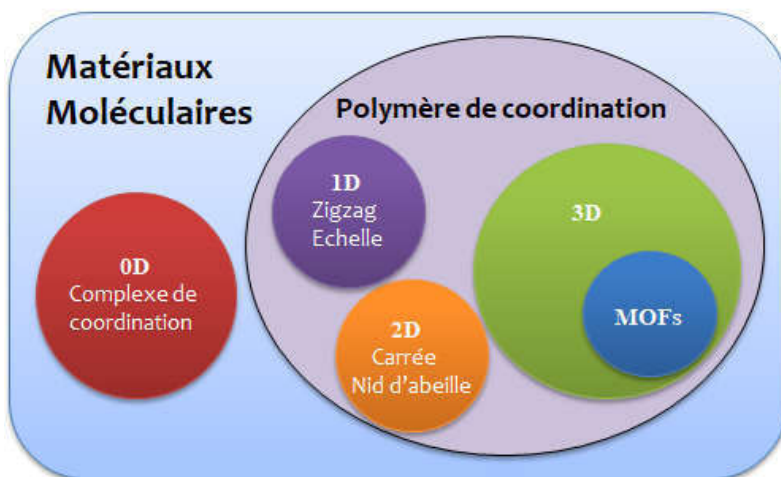 Matériaux
Moléculaires
Polymère de coordination
1D
Zigzag
Echelle
3D
0D
Complexe de
coordination
MOFs
2D
Carrée
Nid d'abeille